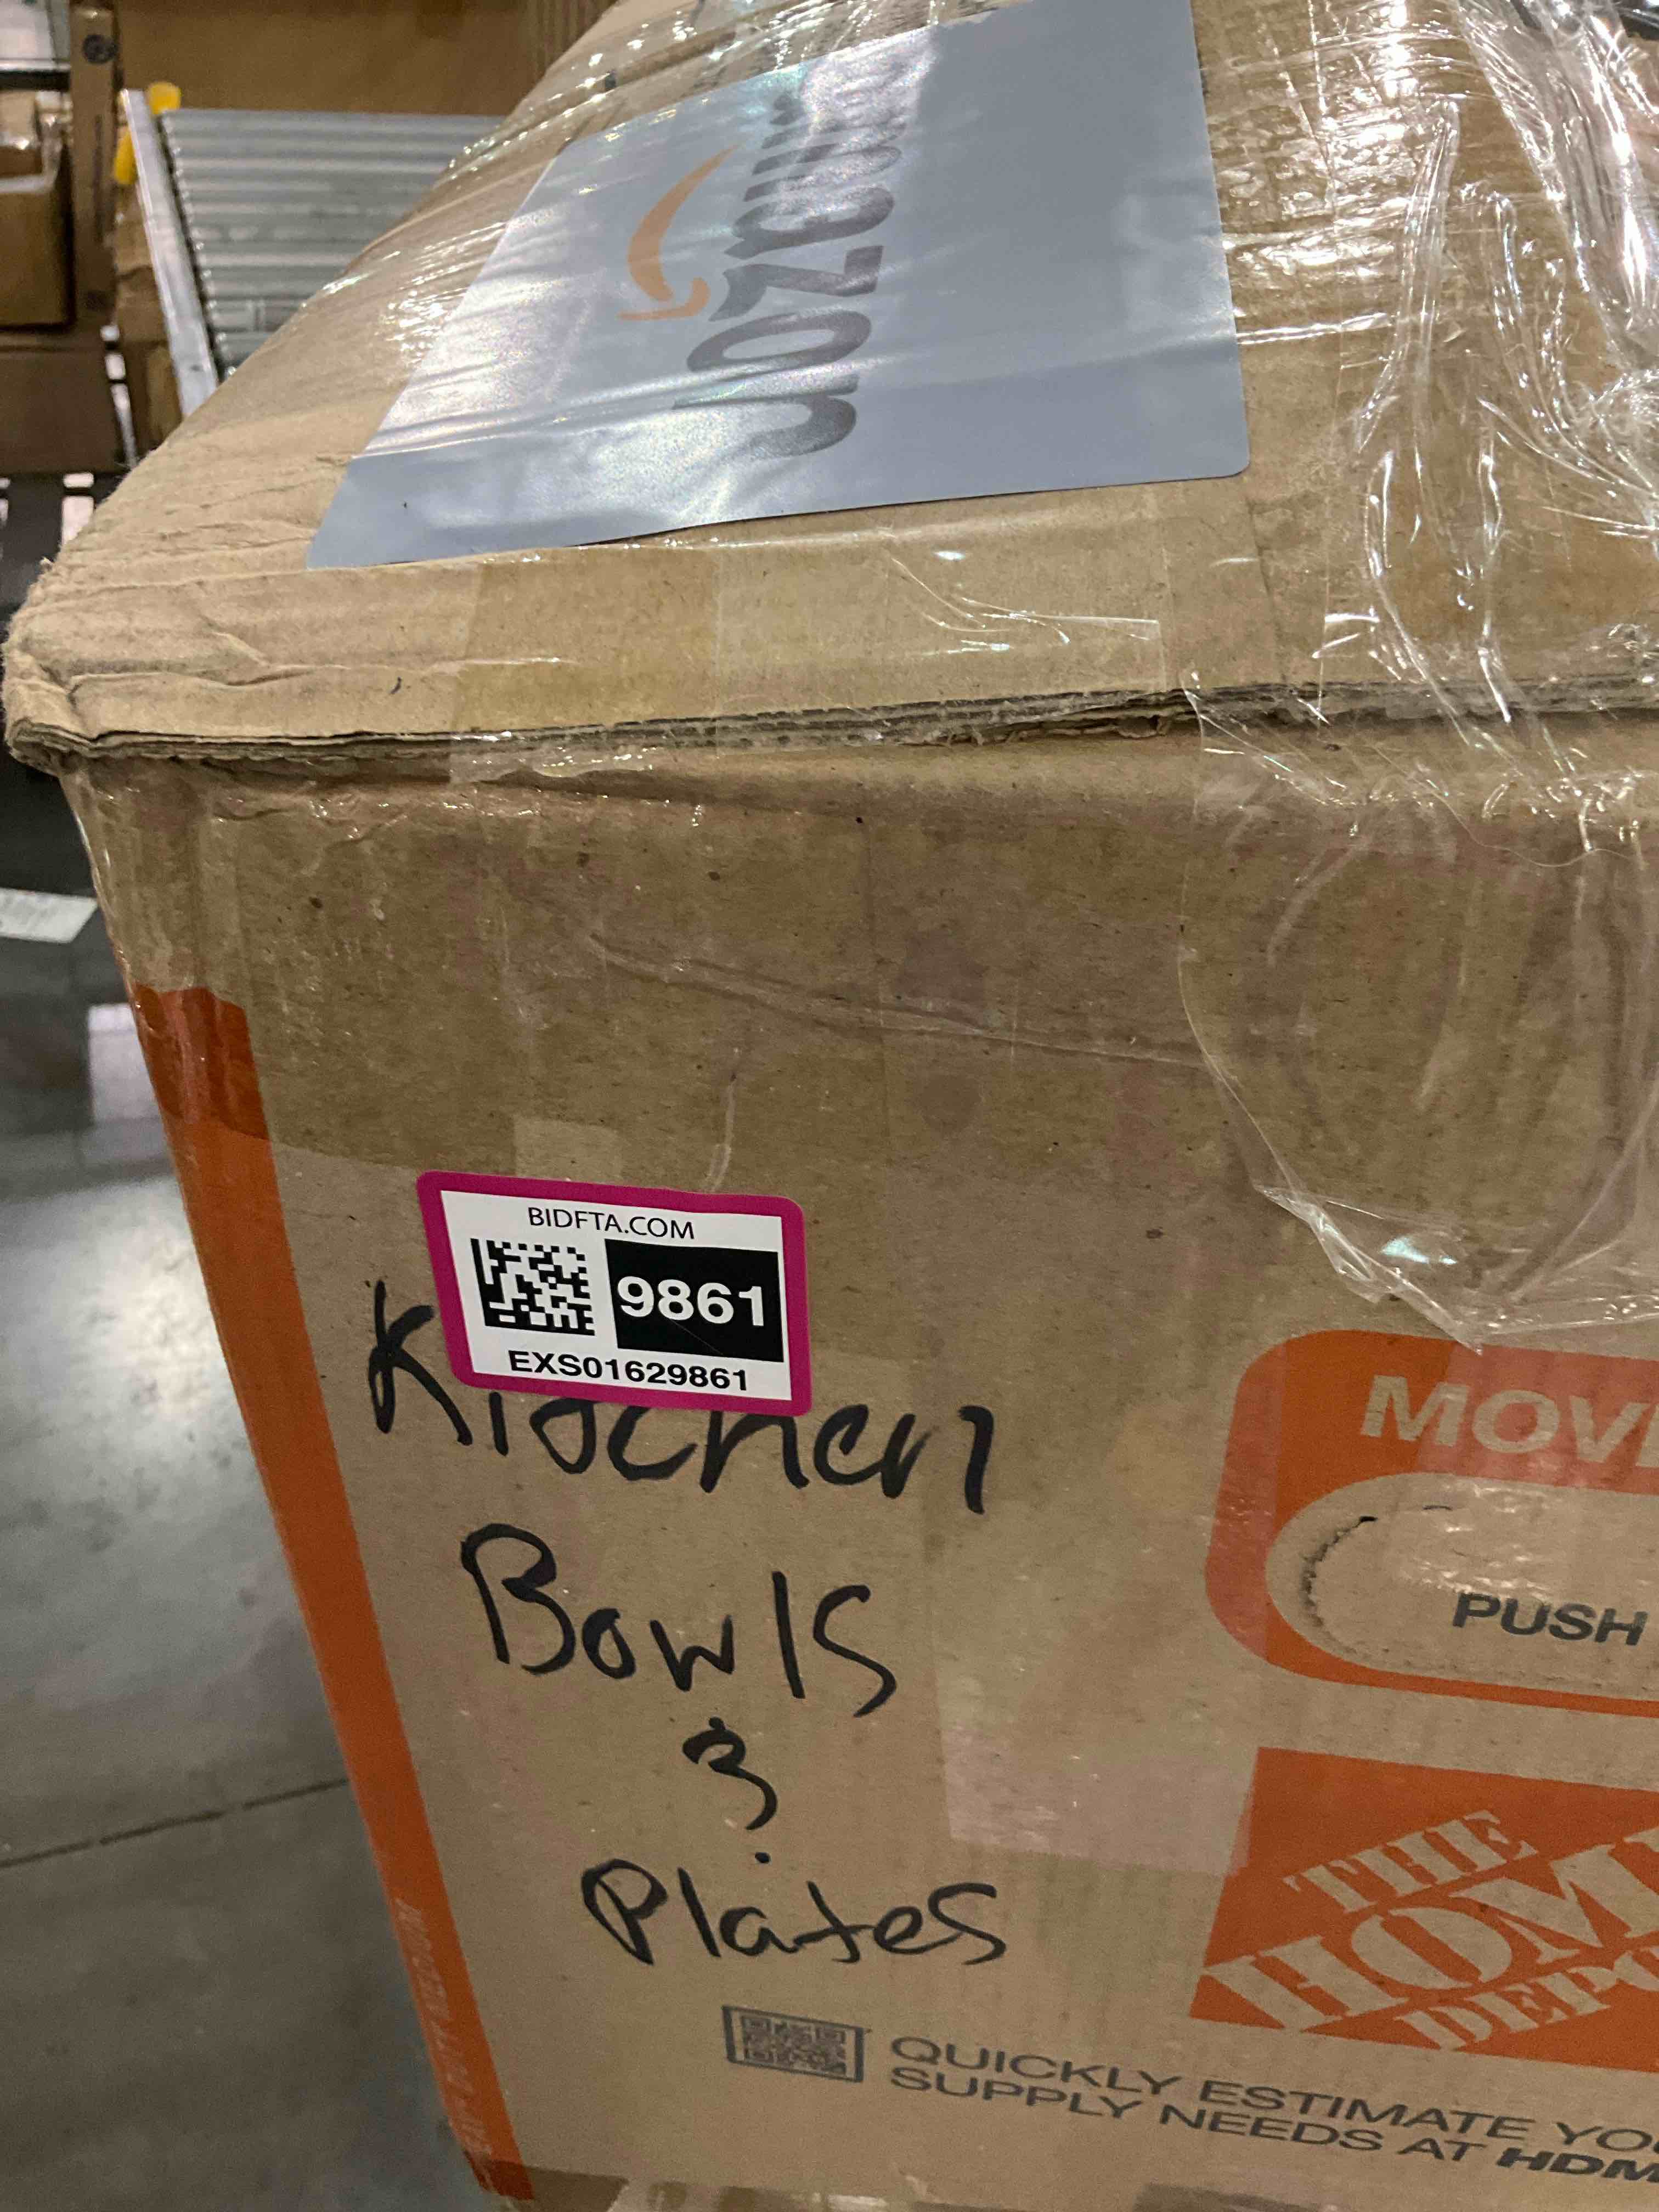 amazon
BIDFTA.COM
9861
EXS01629861
Kitchen
Bowls
&
Plates
MOV
PUSH
THE
HOM
DEPO
QUICKLY ESTIMATE YO
SUPPLY NEEDS AT HDM